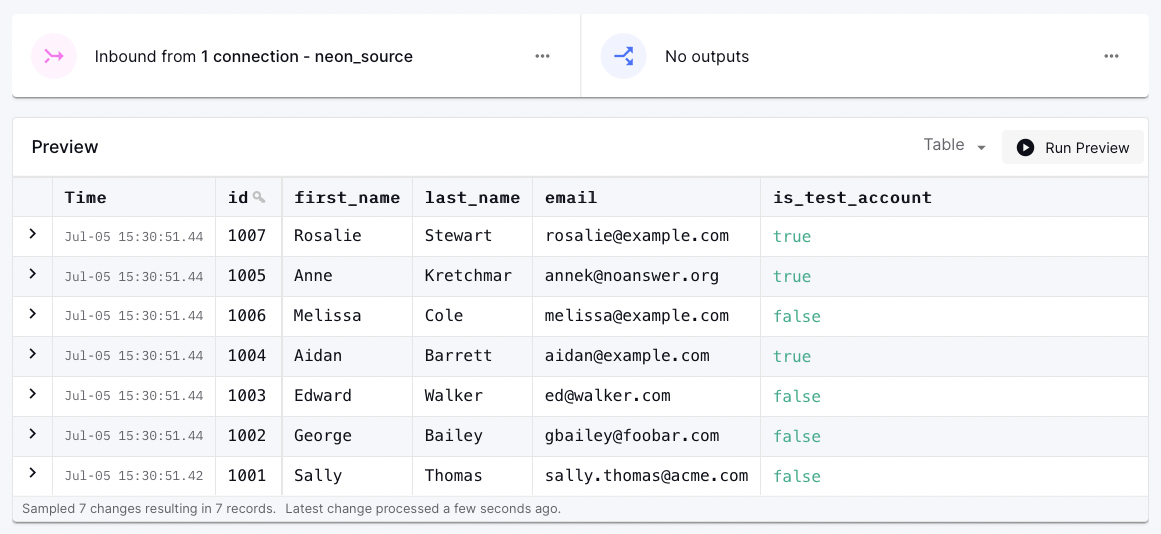 Inbound from 1 connection - neon_source ··· No outputs ···
Preview Table Run Preview
Time id first_name last_name email is_test_account
Jul-05 15:30:51.44 1007 Rosalie Stewart rosalie@example.com true
Jul-05 15:30:51.44 1005 Anne Kretchmar annek@noanswer.org true
Jul-05 15:30:51.44 1006 Melissa Cole melissa@example.com false
Jul-05 15:30:51.44 1004 Aidan Barrett aidan@example.com true
Jul-05 15:30:51.44 1003 Edward Walker ed@walker.com false
Jul-05 15:30:51.44 1002 George Bailey gbailey@foobar.com false
Jul-05 15:30:51.42 1001 Sally Thomas sally.thomas@acme.com false
Sampled 7 changes resulting in 7 records. Latest change processed a few seconds ago.